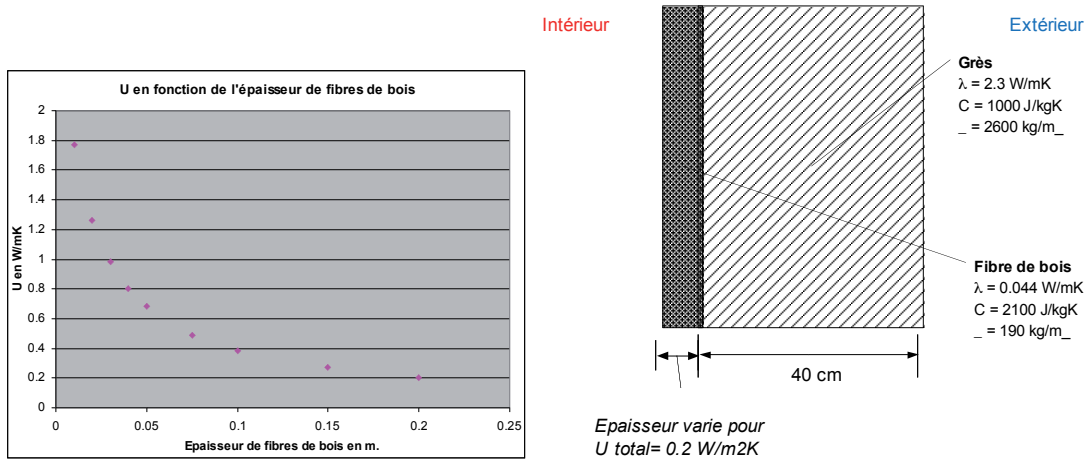 Intérieur
Extérieur
U en fonction de l'épaisseur de fibres de bois
U en W/mK
2
1.8
1.6
1.4
1.2
1
0.8
0.6
0.4
0.2
0
0
0.05
0.1
0.15
0.2
0.25
Epaisseur de fibres de bois en m.
Grès
λ = 2.3 W/mK
C = 1000 J/kgK
_ = 2600 kg/m_
Fibre de bois
λ = 0.044 W/mK
C = 2100 J/kgK
_ = 190 kg/m_
40 cm
Epaisseur varie pour
U total= 0.2 W/m2K